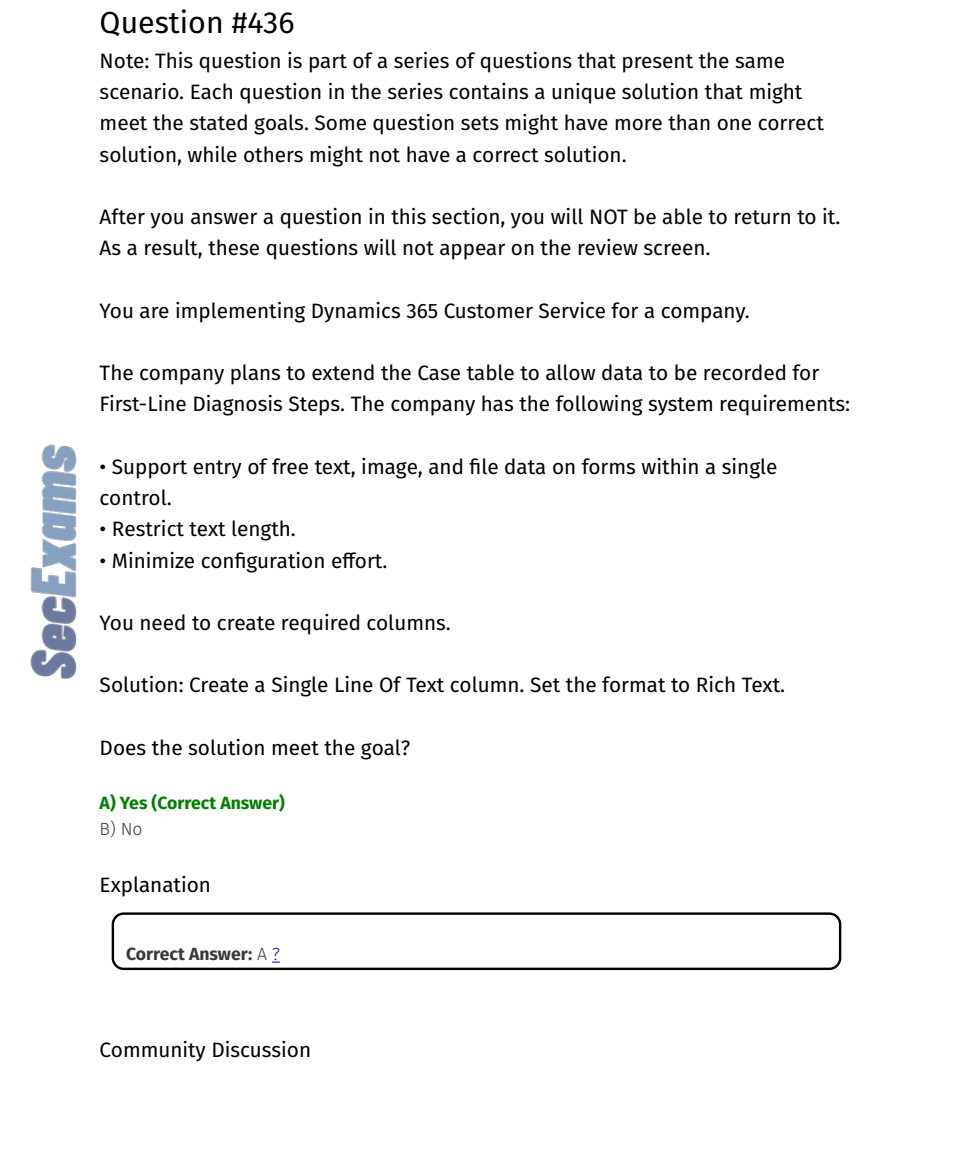 Question #436
Note: This question is part of a series of questions that present the same
scenario. Each question in the series contains a unique solution that might
meet the stated goals. Some question sets might have more than one correct
solution, while others might not have a correct solution.
After you answer a question in this section, you will NOT be able to return to it.
As a result, these questions will not appear on the review screen.
You are implementing Dynamics 365 Customer Service for a company.
The company plans to extend the Case table to allow data to be recorded for
First-Line Diagnosis Steps. The company has the following system requirements:
• Support entry of free text, image, and file data on forms within a single
control.
• Restrict text length.
• Minimize configuration effort.
You need to create required columns.
Solution: Create a Single Line Of Text column. Set the format to Rich Text.
Does the solution meet the goal?
A) Yes (Correct Answer)
B) No
Explanation
Correct Answer: A ?
Community Discussion
SecExams